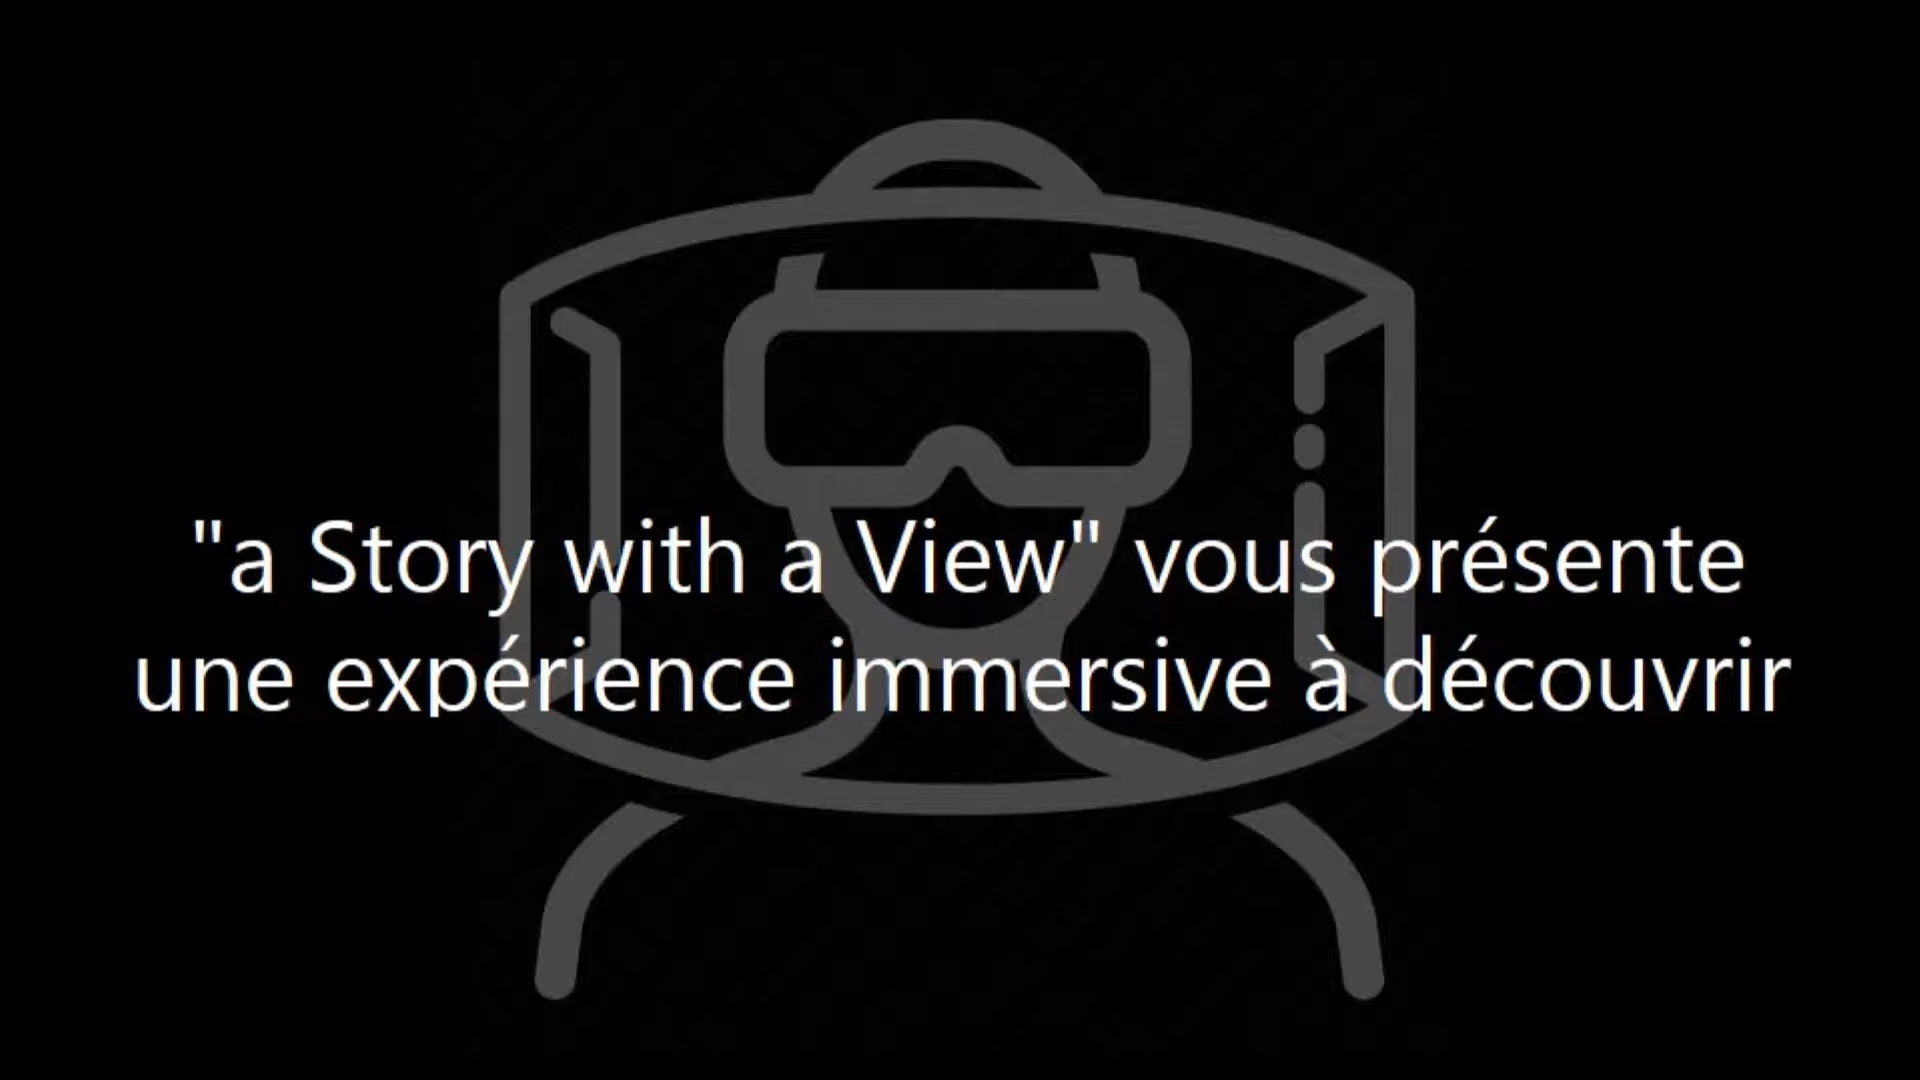 "a Story with a View" vous présente
une expérience immersive à découvrir